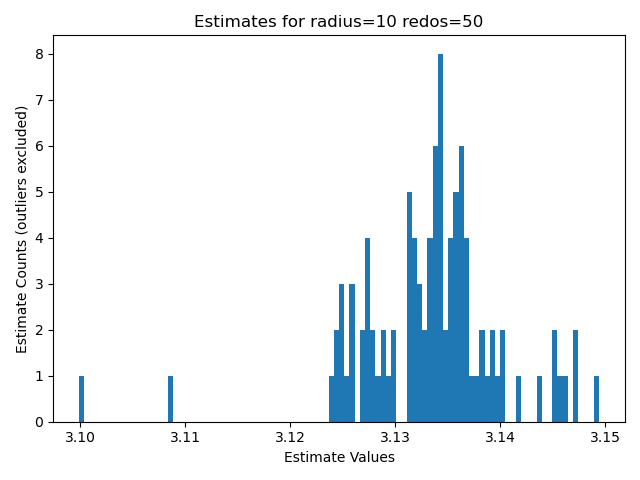 Estimates for radius=10 redos=50
8
7
6
5
4
3
2
1
0
Estimate Counts (outliers excluded)
3.10 3.11 3.12 3.13 3.14 3.15
Estimate Values